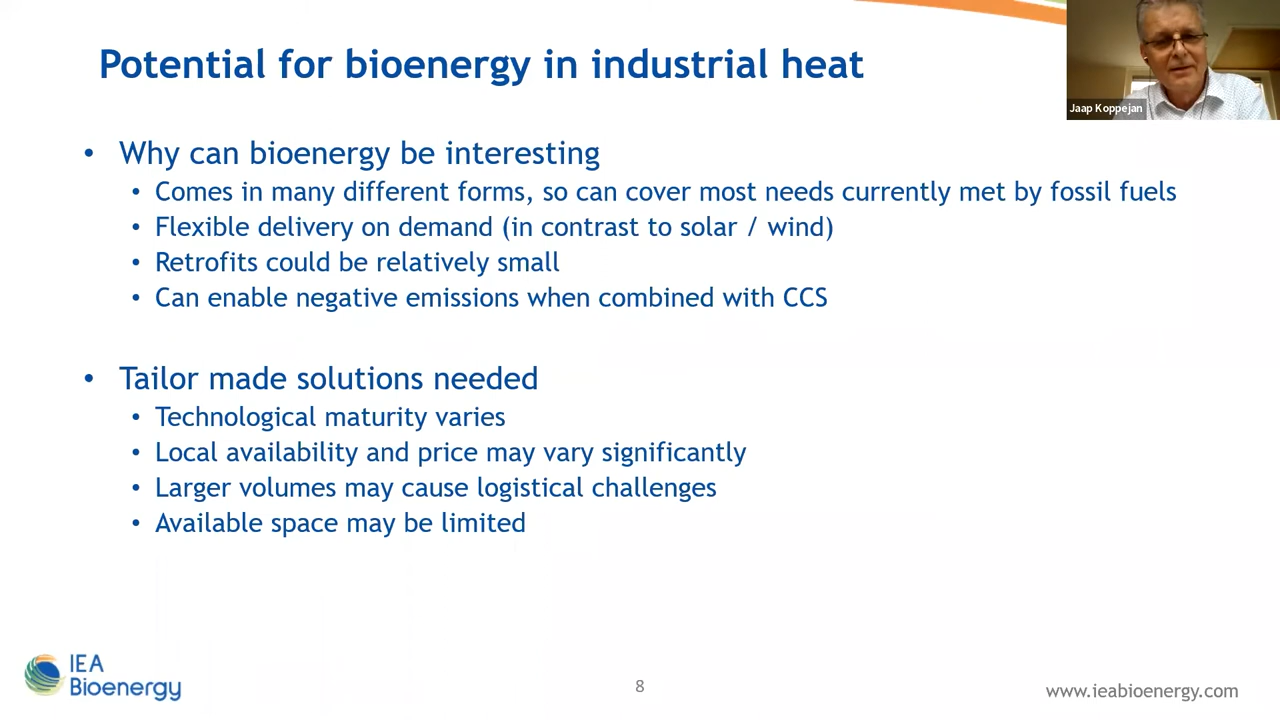 Potential for bioenergy in industrial heat
Jaap Koppejan
• Why can bioenergy be interesting
• Comes in many different forms, so can cover most needs currently met by fossil fuels
• Flexible delivery on demand (in contrast to solar / wind)
• Retrofits could be relatively small
• Can enable negative emissions when combined with CCS
• Tailor made solutions needed
• Technological maturity varies
• Local availability and price may vary significantly
• Larger volumes may cause logistical challenges
• Available space may be limited
IEA
Bioenergy
8
www.ieabioenergy.com